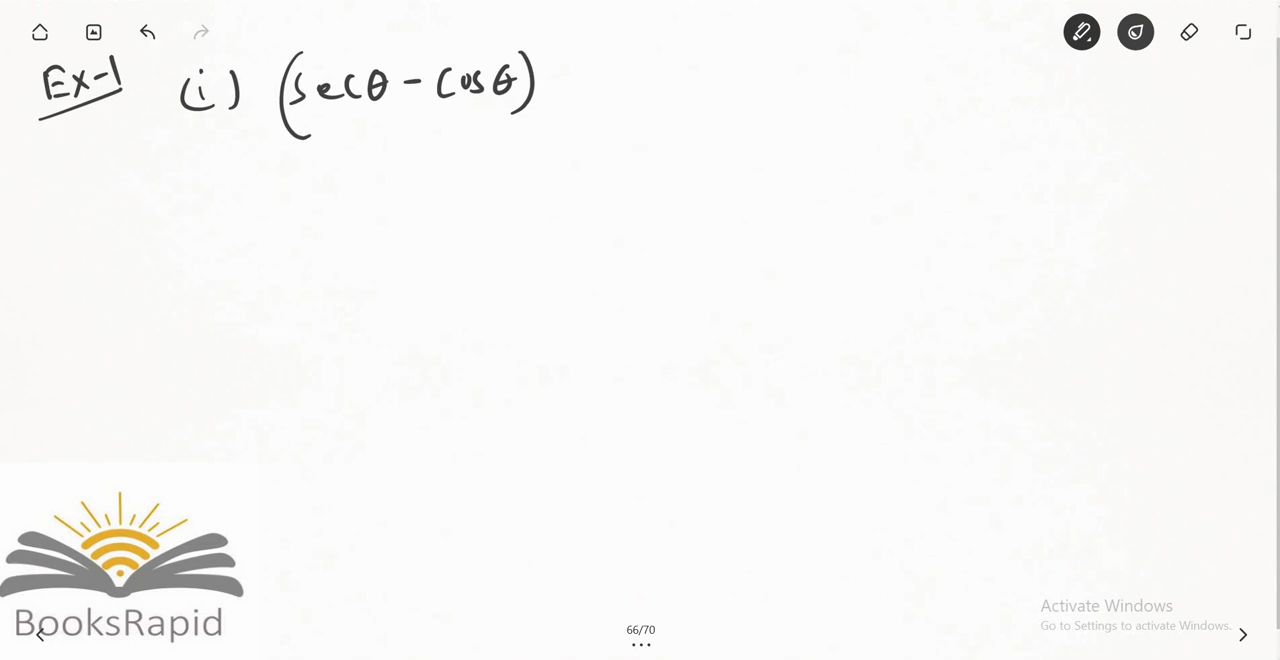 Ex-1 (i) (secθ - cosθ)
BooksRapid
Activate Windows
Go to Settings to activate Windows.
66/70